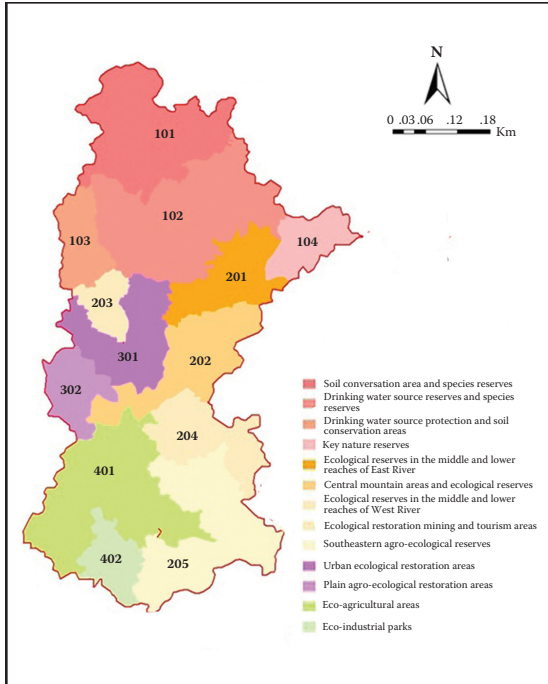 N
0 .03 .06 .12 .18
Km
101
102
103
104
201
203
301
202
302
204
401
402
205
Soil conversation area and species reserves
Drinking water source reserves and species
reserves
Drinking water source protection and soil
conservation areas
Key nature reserves
Ecological reserves in the middle and lower
reaches of East River
Central mountain areas and ecological reserves
Ecological reserves in the middle and lower
reaches of West River
Ecological restoration mining and tourism areas
Southeastern agro-ecological reserves
Urban ecological restoration areas
Plain agro-ecological restoration areas
Eco-agricultural areas
Eco-industrial parks